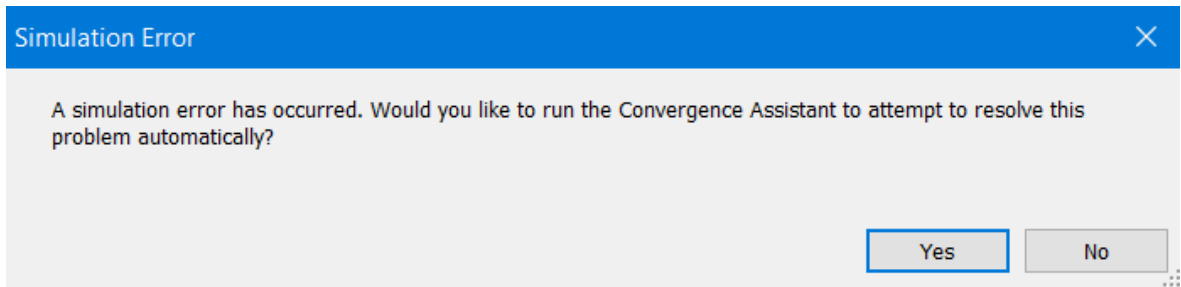 Simulation Error
A simulation error has occurred. Would you like to run the Convergence Assistant to attempt to resolve this
problem automatically?
Yes No